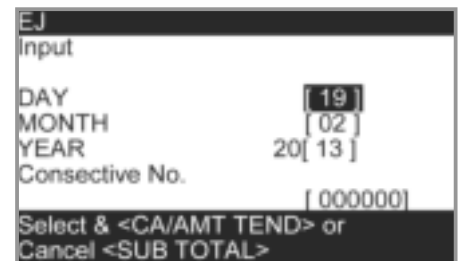 EJ
Input
DAY [ 19 ]
MONTH [ 02 ]
YEAR 20[ 13 ]
Consective No.
[ 000000]
Select & <CA/AMT TEND> or
Cancel <SUB TOTAL>